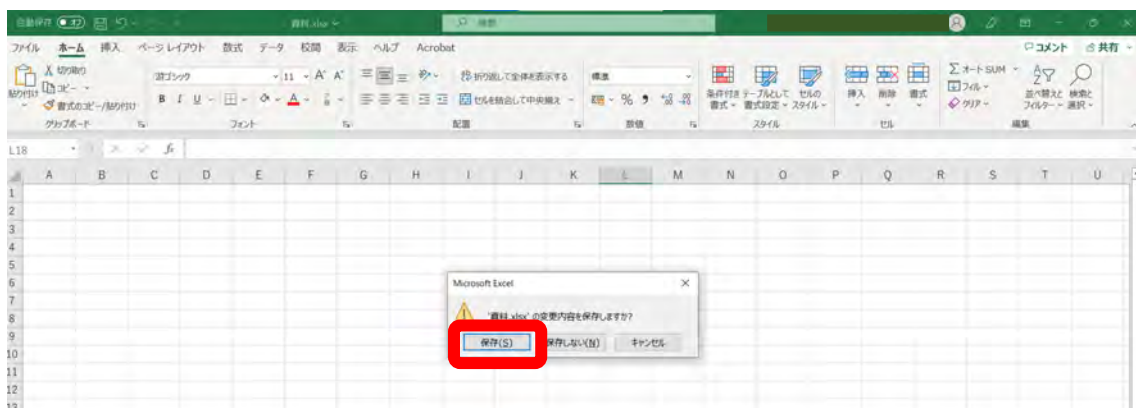 自動保存 資料.xlsx 検索
ファイル ホーム 挿入 ページ レイアウト 数式 データ 校閲 表示 ヘルプ Acrobat コメント 共有
切り取り 游ゴシック 11 A A 折り返して全体を表示する 標準 Σ オート SUM
貼り付け コピー 条件付き テーブルとして セルの 挿入 削除 書式 フィル 並べ替えと 検索と
書式のコピー/貼り付け B I U A セルを結合して中央揃え % 書式 書式設定 スタイル クリア フィルター 選択
クリップボード フォント 配置 数値 スタイル セル 編集
L18 fx
A B C D E F G H I J K L M N O P Q R S T U
1
2
3
4
5
6
Microsoft Excel
7
8
'資料.xlsx' の変更内容を保存しますか?
9
保存(S) 保存しない(N) キャンセル
10
11
12
13